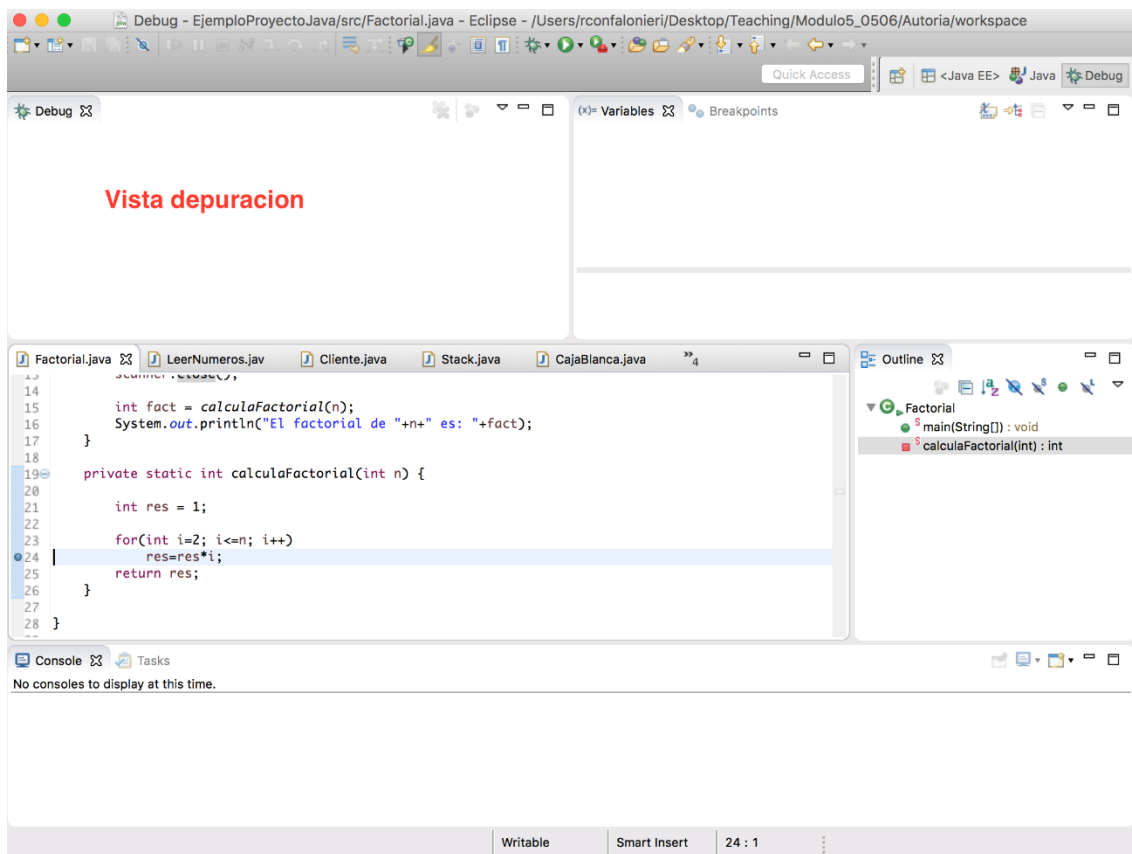 Debug - EjemploProyectoJava/src/Factorial.java - Eclipse - /Users/rconfalonieri/Desktop/Teaching/Modulo5_0506/Autoria/workspace
Quick Access
<Java EE> Java Debug
Debug
(x)= Variables Breakpoints
Vista depuracion
Factorial.java LeerNumeros.jav Cliente.java Stack.java CajaBlanca.java »4
Outline
13 scanner.close();
14
15 int fact = calculaFactorial(n);
16 System.out.println("El factorial de "+n+" es: "+fact);
17 }
18
19 private static int calculaFactorial(int n) {
20
21 int res = 1;
22
23 for(int i=2; i<=n; i++)
24 res=res*i;
25 return res;
26 }
27
28 }
Factorial
S main(String[]) : void
S calculaFactorial(int) : int
Console Tasks
No consoles to display at this time.
Writable Smart Insert 24 : 1